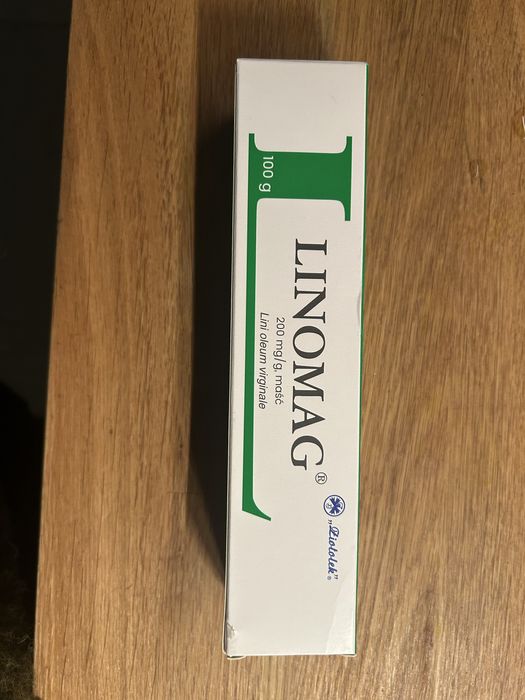 100 g
LINOMAG®
200 mg/g, maść
Lini oleum virginale
„Ziołolek”®